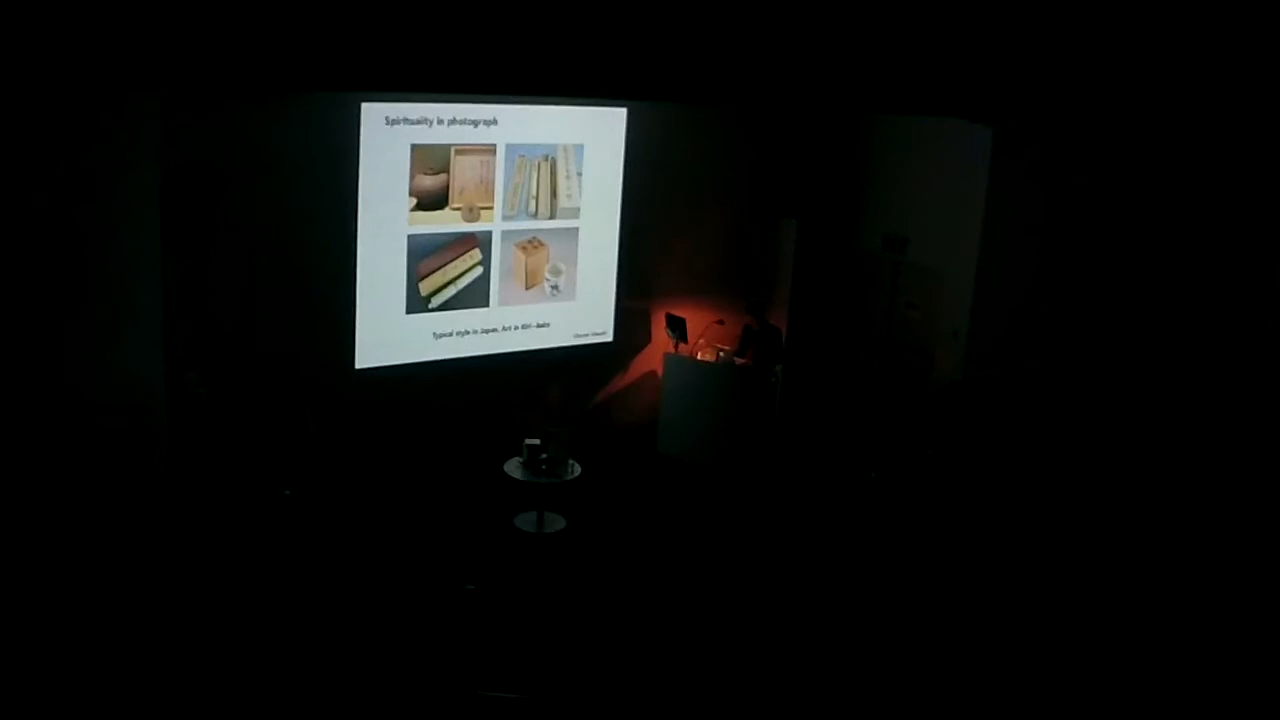 Spirituality in photograph
Typical style in Japan, Art in KIRI-bako